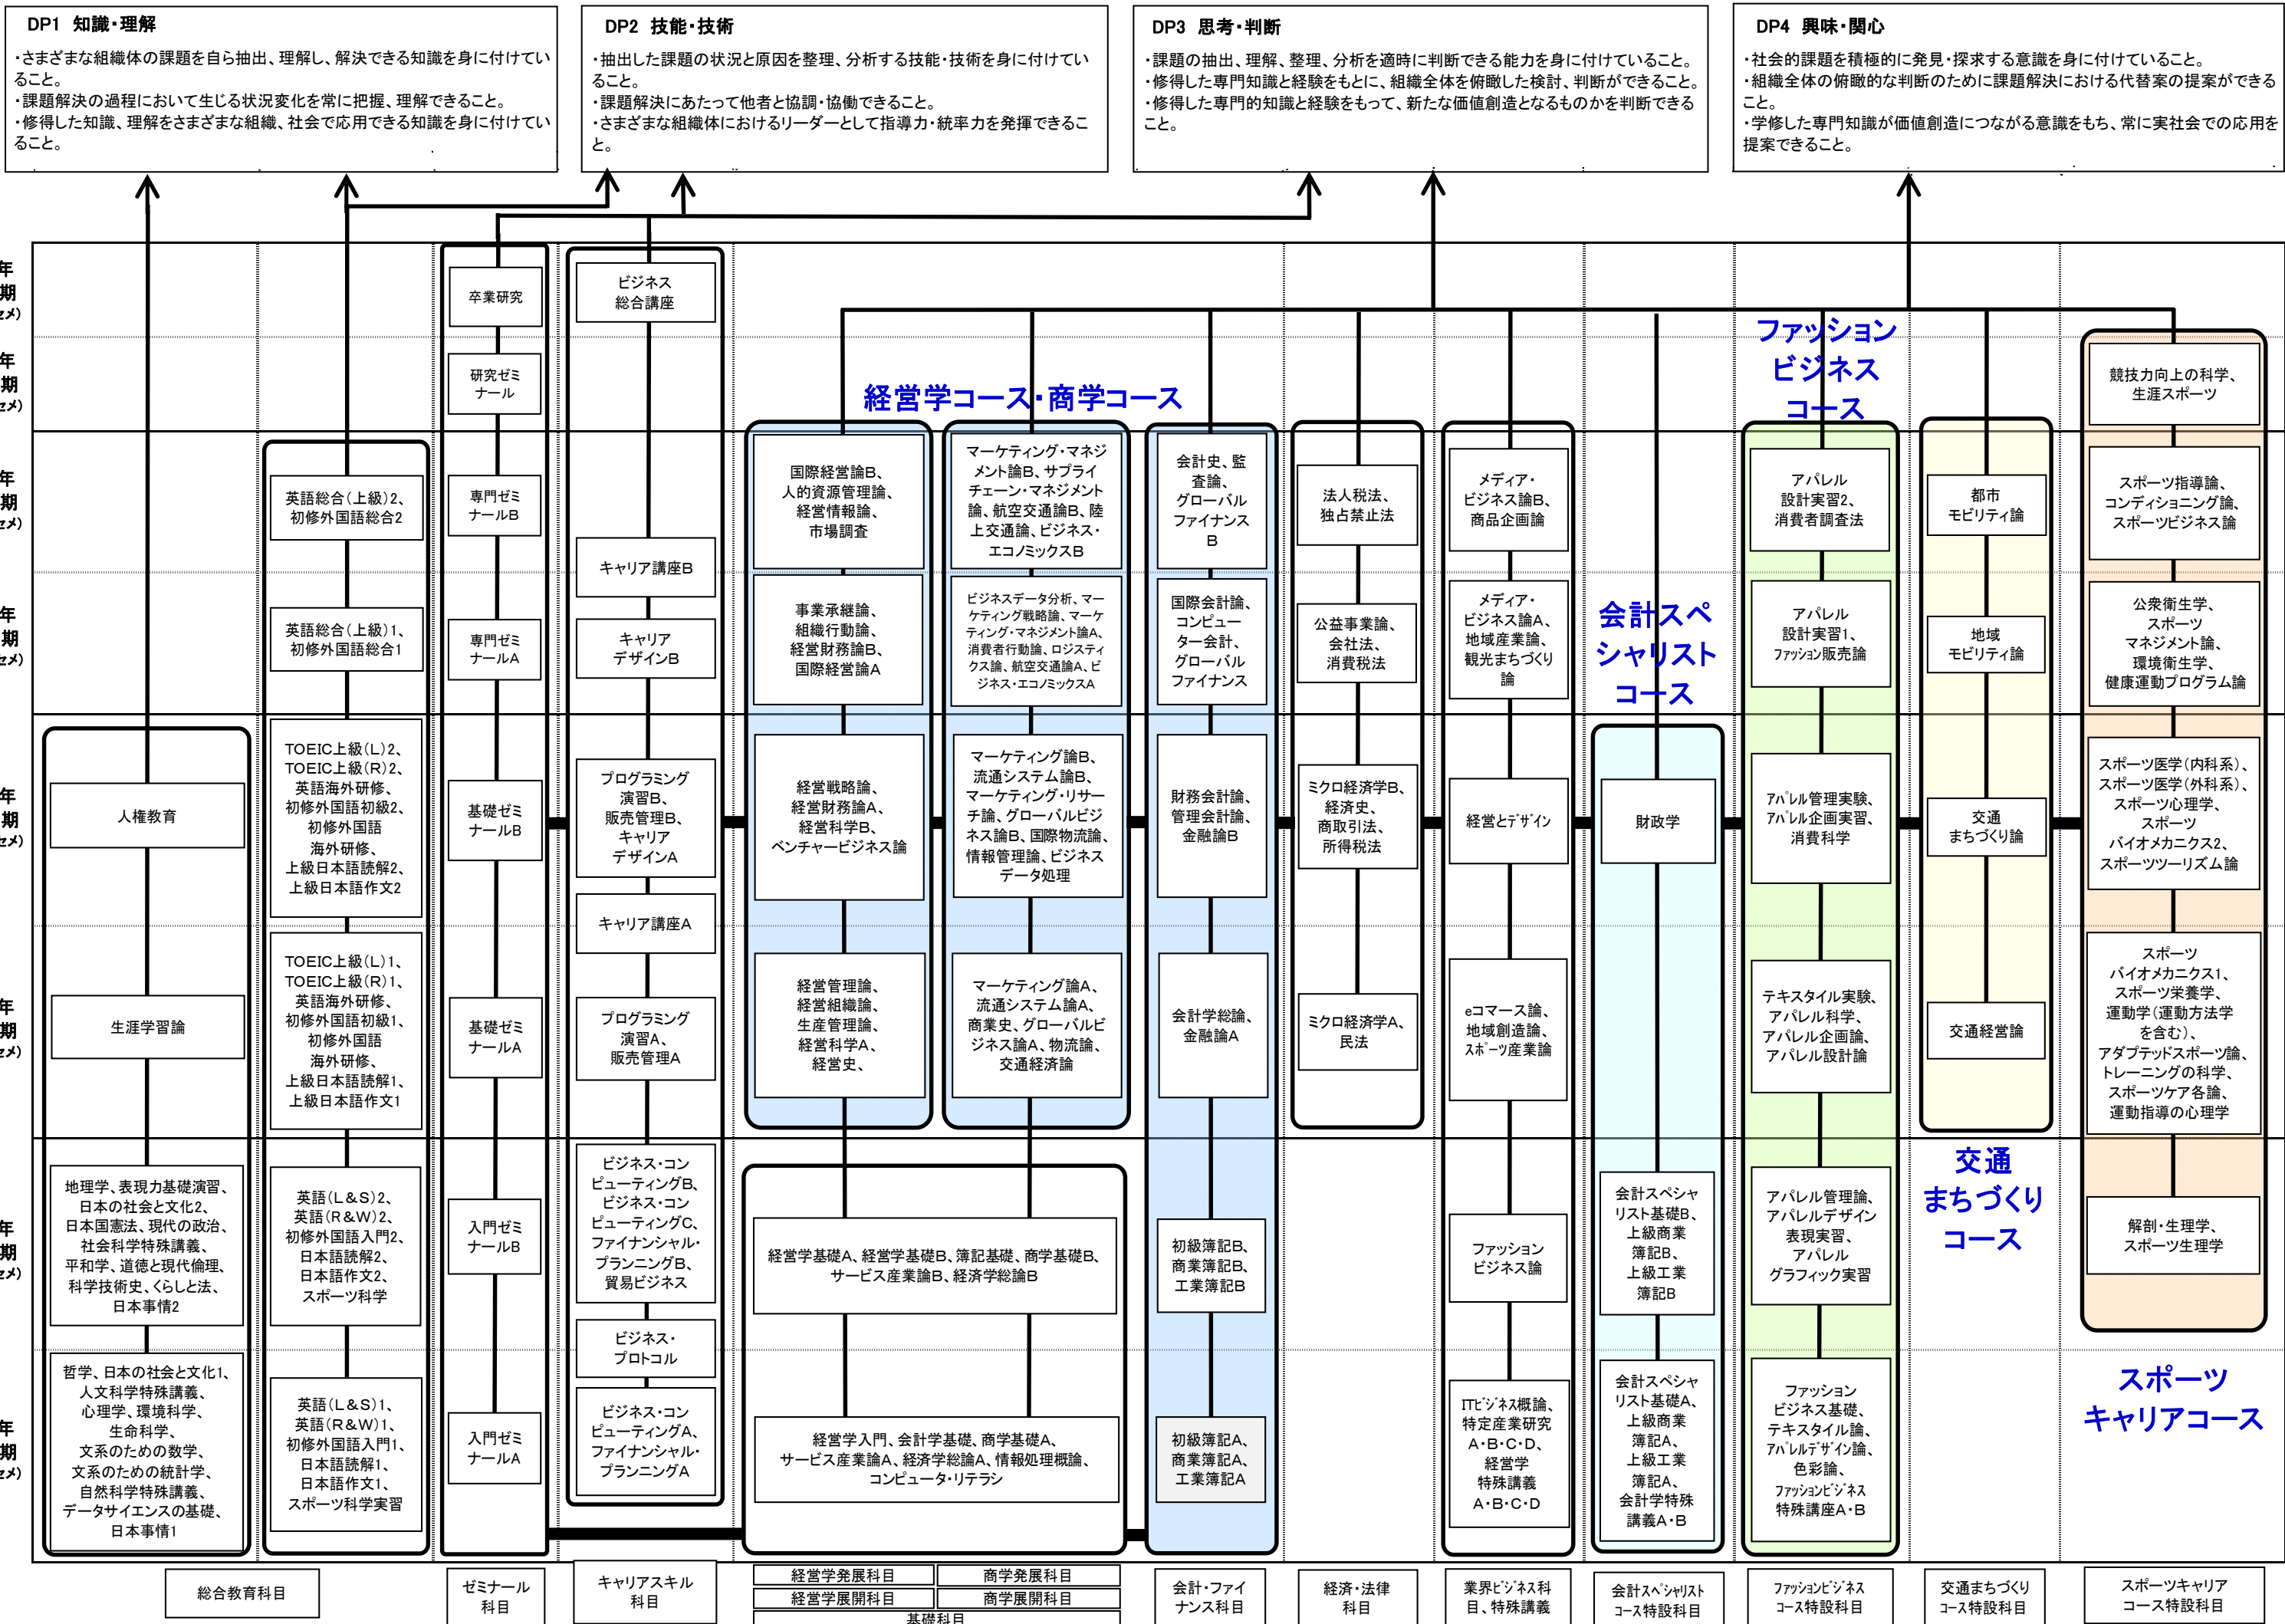 DP1 知識・理解
・さまざまな組織体の課題を自ら抽出、理解し、解決できる知識を身に付けてい
ること。
・課題解決の過程において生じる状況変化を常に把握、理解できること。
・修得した知識、理解をさまざまな組織、社会で応用できる知識を身に付けてい
ること。
DP2 技能・技術
・抽出した課題の状況と原因を整理、分析する技能・技術を身に付けてい
ること。
・課題解決にあたって他者と協調・協働できること。
・さまざまな組織体におけるリーダーとして指導力・統率力を発揮できるこ
と。
DP3 思考・判断
・課題の抽出、理解、整理、分析を適時に判断できる能力を身に付けていること。
・修得した専門知識と経験をもとに、組織全体を俯瞰した検討、判断ができること。
・修得した専門的知識と経験をもって、新たな価値創造となるものかを判断できる
こと。
DP4 興味・関心
・社会的課題を積極的に発見・探求する意識を身に付けていること。
・組織全体の俯瞰的な判断のために課題解決における代替案の提案ができる
こと。
・学修した専門知識が価値創造につながる意識をもち、常に実社会での応用を
提案できること。
年
期
セメ)
卒業研究
ビジネス
総合講座
年
期
セメ)
研究ゼミ
ナール
経営学コース・商学コース
ファッション
ビジネス
コース
競技力向上の科学、
生涯スポーツ
年
期
セメ)
英語総合(上級)2、
初修外国語総合2
専門ゼミ
ナールB
キャリア講座B
国際経営論B、
人的資源管理論、
経営情報論、
市場調査
マーケティング・マネジ
メント論B、サプライ
チェーン・マネジメント
論、航空交通論B、陸
上交通論、ビジネス・
エコノミックスB
会計史、監
査論、
グローバル
ファイナンス
B
法人税法、
独占禁止法
メディア・
ビジネス論B、
商品企画論
アパレル
設計実習2、
消費者調査法
都市
モビリティ論
スポーツ指導論、
コンディショニング論、
スポーツビジネス論
年
期
セメ)
英語総合(上級)1、
初修外国語総合1
専門ゼミ
ナールA
キャリア
デザインB
事業承継論、
組織行動論、
経営財務論B、
国際経営論A
ビジネスデータ分析、マー
ケティング戦略論、マーケ
ティング・マネジメント論A、
消費者行動論、ロジスティ
クス論、航空交通論A、ビ
ジネス・エコノミックスA
国際会計論、
コンピュー
ター会計、
グローバル
ファイナンス
公益事業論、
会社法、
消費税法
メディア・
ビジネス論A、
地域産業論、
観光まちづくり
論
会計スペ
シャリスト
コース
アパレル
設計実習1、
ファッション販売論
地域
モビリティ論
公衆衛生学、
スポーツ
マネジメント論、
環境衛生学、
健康運動プログラム論
年
期
セメ)
人権教育
TOEIC上級(L)2、
TOEIC上級(R)2、
英語海外研修、
初修外国語初級2、
初修外国語
海外研修、
上級日本語読解2、
上級日本語作文2
基礎ゼミ
ナールB
プログラミング
演習B、
販売管理B、
キャリア
デザインA
キャリア講座A
経営戦略論、
経営財務論A、
経営科学B、
ベンチャービジネス論
マーケティング論B、
流通システム論B、
マーケティング・リサー
チ論、グローバルビジ
ネス論B、国際物流論、
情報管理論、ビジネス
データ処理
財務会計論、
管理会計論、
金融論B
ミクロ経済学B、
経済史、
商取引法、
所得税法
経営とデザイン
財政学
アパレル管理実験、
アパレル企画実習、
消費科学
交通
まちづくり論
スポーツ医学(内科系)、
スポーツ医学(外科系)、
スポーツ心理学、
スポーツ
バイオメカニクス2、
スポーツツーリズム論
年
期
セメ)
生涯学習論
TOEIC上級(L)1、
TOEIC上級(R)1、
英語海外研修、
初修外国語初級1、
初修外国語
海外研修、
上級日本語読解1、
上級日本語作文1
基礎ゼミ
ナールA
プログラミング
演習A、
販売管理A
経営管理論、
経営組織論、
生産管理論、
経営科学A、
経営史、
マーケティング論A、
流通システム論A、
商業史、グローバルビ
ジネス論A、物流論、
交通経済論
会計学総論、
金融論A
ミクロ経済学A、
民法
eコマース論、
地域創造論、
スポーツ産業論
テキスタイル実験、
アパレル科学、
アパレル企画論、
アパレル設計論
交通経営論
スポーツ
バイオメカニクス1、
スポーツ栄養学、
運動学(運動方法学
を含む)、
アダプテッドスポーツ論、
トレーニングの科学、
スポーツケア各論、
運動指導の心理学
年
期
セメ)
地理学、表現力基礎演習、
日本の社会と文化2、
日本国憲法、現代の政治、
社会科学特殊講義、
平和学、道徳と現代倫理、
科学技術史、くらしと法、
日本事情2
英語(L&S)2、
英語(R&W)2、
初修外国語入門2、
日本語読解2、
日本語作文2、
スポーツ科学
入門ゼミ
ナールB
ビジネス・コン
ピューティングB、
ビジネス・コン
ピューティングC、
ファイナンシャル・
プランニングB、
貿易ビジネス
ビジネス・
プロトコル
経営学基礎A、経営学基礎B、簿記基礎、商学基礎B、
サービス産業論B、経済学総論B
初級簿記B、
商業簿記B、
工業簿記B
ファッション
ビジネス論
会計スペシャ
リスト基礎B、
上級商業
簿記B、
上級工業
簿記B
アパレル管理論、
アパレルデザイン
表現実習、
アパレル
グラフィック実習
交通
まちづくり
コース
解剖・生理学、
スポーツ生理学
年
期
セメ)
哲学、日本の社会と文化1、
人文科学特殊講義、
心理学、環境科学、
生命科学、
文系のための数学、
文系のための統計学、
自然科学特殊講義、
データサイエンスの基礎、
日本事情1
英語(L&S)1、
英語(R&W)1、
初修外国語入門1、
日本語読解1、
日本語作文1、
スポーツ科学実習
入門ゼミ
ナールA
ビジネス・コン
ピューティングA、
ファイナンシャル・
プランニングA
経営学入門、会計学基礎、商学基礎A、
サービス産業論A、経済学総論A、情報処理概論、
コンピュータ・リテラシ
初級簿記A、
商業簿記A、
工業簿記A
ITビジネス概論、
特定産業研究
A・B・C・D、
経営学
特殊講義
A・B・C・D
会計スペシャ
リスト基礎A、
上級商業
簿記A、
上級工業
簿記A、
会計学特殊
講義A・B
ファッション
ビジネス基礎、
テキスタイル論、
アパレルデザイン論、
色彩論、
ファッションビジネス
特殊講座A・B
スポーツ
キャリアコース
総合教育科目
ゼミナール
科目
キャリアスキル
科目
経営学発展科目
商学発展科目
経営学展開科目
商学展開科目
基礎科目
会計・ファイ
ナンス科目
経済・法律
科目
業界ビジネス科
目、特殊講義
会計スペシャリスト
コース特設科目
ファッションビジネス
コース特設科目
交通まちづくり
コース特設科目
スポーツキャリア
コース特設科目